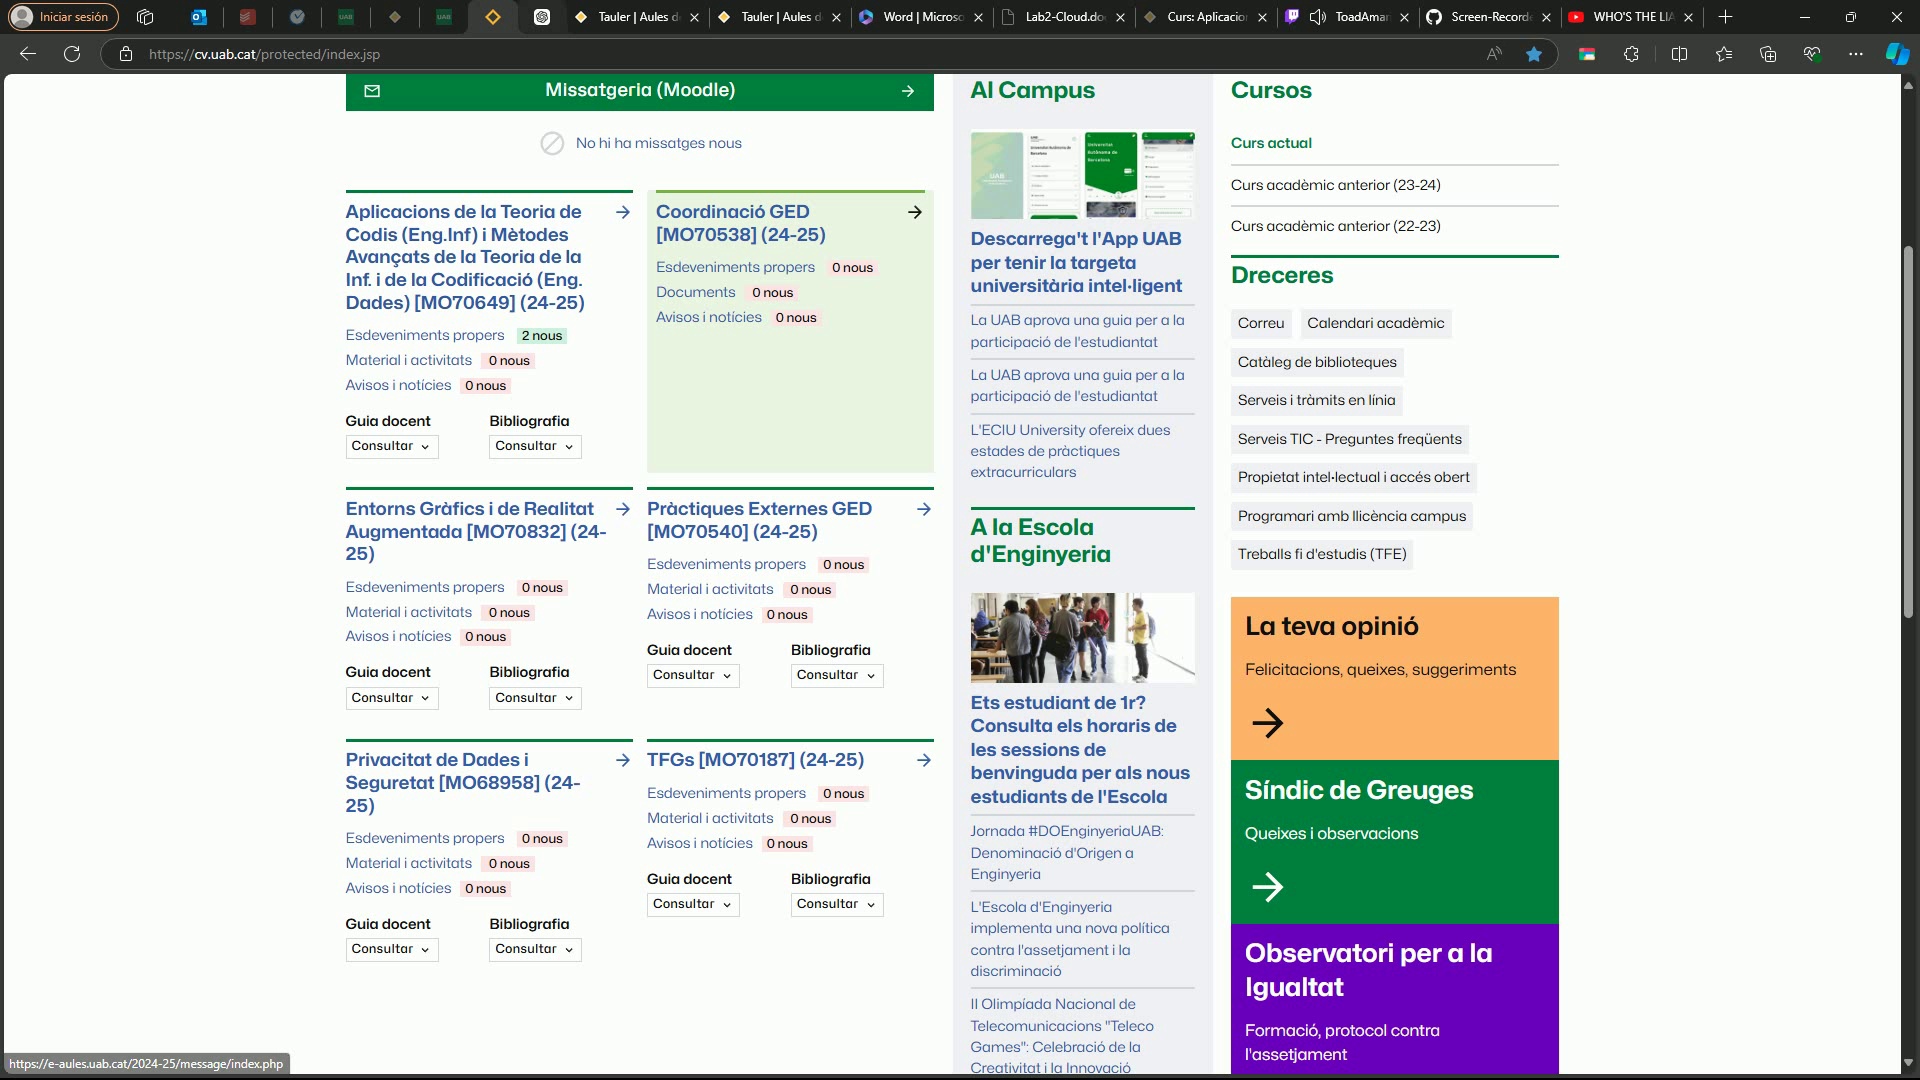 Iniciar sesión
Tauler | Aules d
Tauler | Aules d
Word | Microso
Lab2-Cloud.do
Curs: Aplicacio
ToadAmar
Screen-Record
WHO'S THE LIA
https://cv.uab.cat/protected/index.jsp
Missatgeria (Moodle)
No hi ha missatges nous
Aplicacions de la Teoria de
Codis (Eng.Inf) i Mètodes
Avançats de la Teoria de la
Inf. i de la Codificació (Eng.
Dades) [MO70649] (24-25)
Esdeveniments propers 2 nous
Material i activitats 0 nous
Avisos i notícies 0 nous
Guia docent Bibliografia
Consultar Consultar
Coordinació GED
[MO70538] (24-25)
Esdeveniments propers 0 nous
Documents 0 nous
Avisos i notícies 0 nous
Entorns Gràfics i de Realitat
Augmentada [MO70832] (24-
25)
Esdeveniments propers 0 nous
Material i activitats 0 nous
Avisos i notícies 0 nous
Guia docent Bibliografia
Consultar Consultar
Pràctiques Externes GED
[MO70540] (24-25)
Esdeveniments propers 0 nous
Material i activitats 0 nous
Avisos i notícies 0 nous
Guia docent Bibliografia
Consultar Consultar
Privacitat de Dades i
Seguretat [MO68958] (24-
25)
Esdeveniments propers 0 nous
Material i activitats 0 nous
Avisos i notícies 0 nous
Guia docent Bibliografia
Consultar Consultar
TFGs [MO70187] (24-25)
Esdeveniments propers 0 nous
Material i activitats 0 nous
Avisos i notícies 0 nous
Guia docent Bibliografia
Consultar Consultar
Al Campus
Descarrega't l'App UAB
per tenir la targeta
universitària intel·ligent
La UAB aprova una guia per a la
participació de l'estudiantat
La UAB aprova una guia per a la
participació de l'estudiantat
L'ECIU University ofereix dues
estades de pràctiques
extracurriculars
A la Escola
d'Enginyeria
Ets estudiant de 1r?
Consulta els horaris de
les sessions de
benvinguda per als nous
estudiants de l'Escola
Jornada #DOEnginyeriaUAB:
Denominació d'Origen a
Enginyeria
L'Escola d'Enginyeria
implementa una nova política
contra l'assetjament i la
discriminació
II Olimpíada Nacional de
Telecomunicacions "Teleco
Games": Celebració de la
Creativitat i la Innovació
Cursos
Curs actual
Curs acadèmic anterior (23-24)
Curs acadèmic anterior (22-23)
Dreceres
Correu
Calendari acadèmic
Catàleg de biblioteques
Serveis i tràmits en línia
Serveis TIC - Preguntes freqüents
Propietat intel·lectual i accés obert
Programari amb llicència campus
Treballs fi d'estudis (TFE)
La teva opinió
Felicitacions, queixes, suggeriments
Síndic de Greuges
Queixes i observacions
Observatori per a la
Igualtat
Formació, protocol contra
l'assetjament
https://e-aules.uab.cat/2024-25/message/index.php